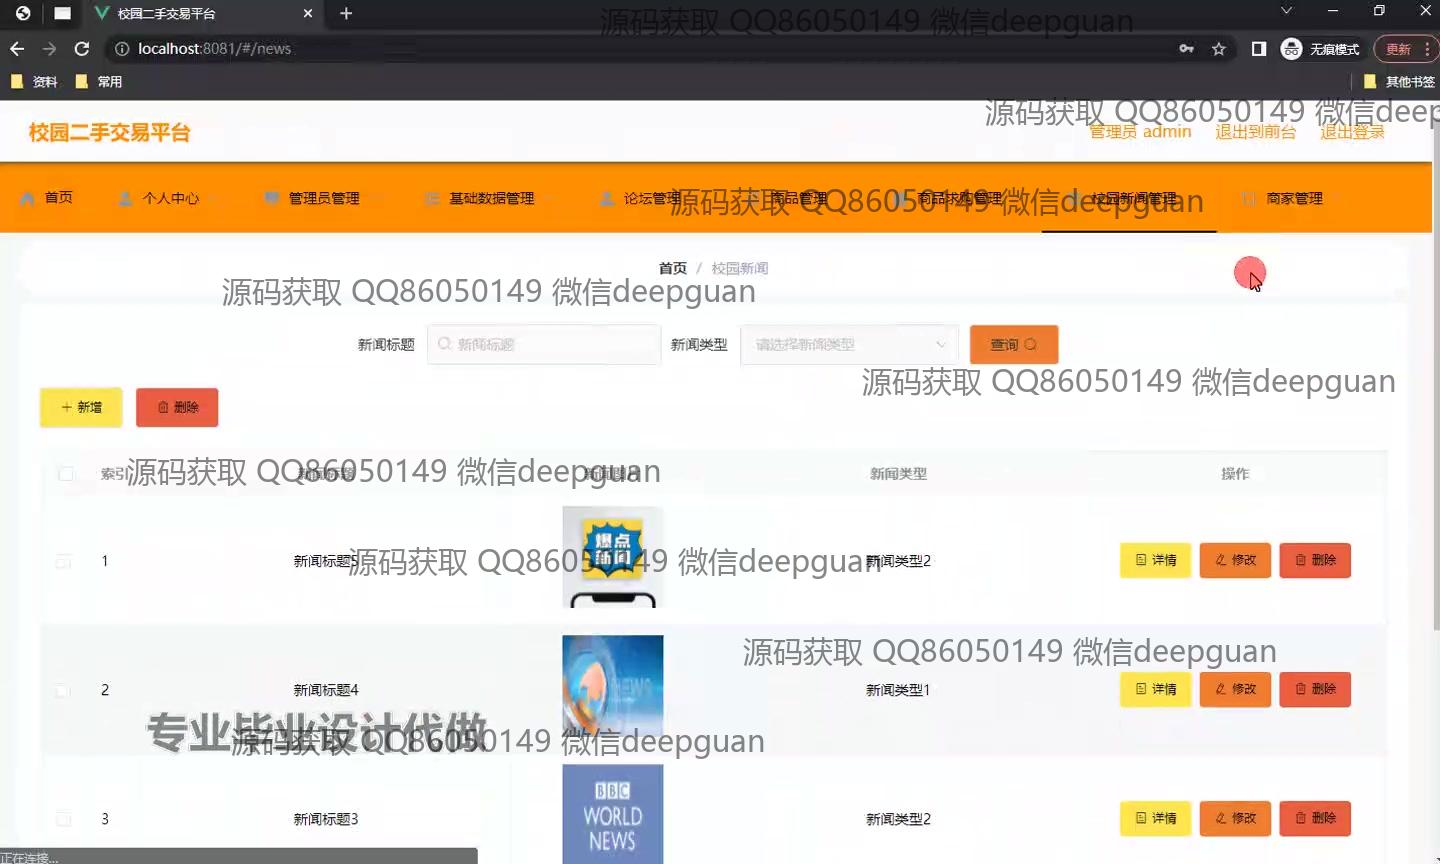 校园二手交易平台
源码获取 QQ86050149 微信deepguan
localhost:8081/#/news
无痕模式
更新
资料
常用
其他书签
源码获取 QQ86050149 微信deep
校园二手交易平台
管理员 admin
退出到前台
退出登录
首页
个人中心
管理员管理
基础数据管理
论坛管理
商品管理
商品求购管理
校园新闻管理
商家管理
源码获取 QQ86050149 微信deepguan
首页 / 校园新闻
源码获取 QQ86050149 微信deepguan
新闻标题
新闻标题
新闻类型
请选择新闻类型
查询
源码获取 QQ86050149 微信deepguan
新增
删除
索引
新闻标题
新闻图片
新闻类型
操作
源码获取 QQ86050149 微信deepguan
1
新闻标题5
爆点
新闻
新闻类型2
详情
修改
删除
源码获取 QQ86050149 微信deepguan
源码获取 QQ86050149 微信deepguan
2
新闻标题4
NEWS
新闻类型1
详情
修改
删除
专业毕业设计代做
源码获取 QQ86050149 微信deepguan
3
新闻标题3
BBC
WORLD
NEWS
新闻类型2
详情
修改
删除
正在连接...